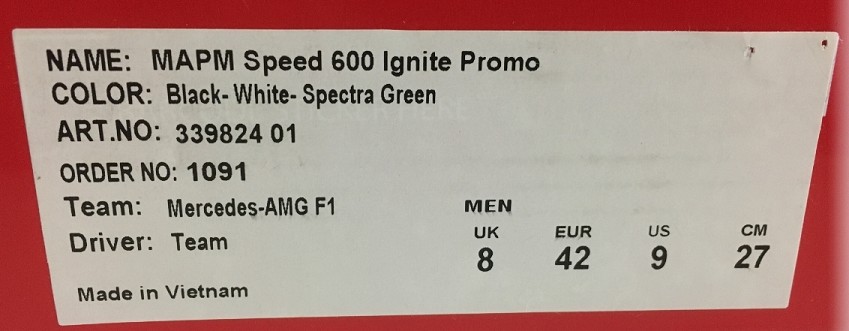 NAME: MAPM Speed 600 Ignite Promo
COLOR: Black- White- Spectra Green
ART.NO: 339824 01
ORDER NO: 1091
Team: Mercedes-AMG F1
Driver: Team
MEN
UK EUR US CM
8 42 9 27
Made in Vietnam